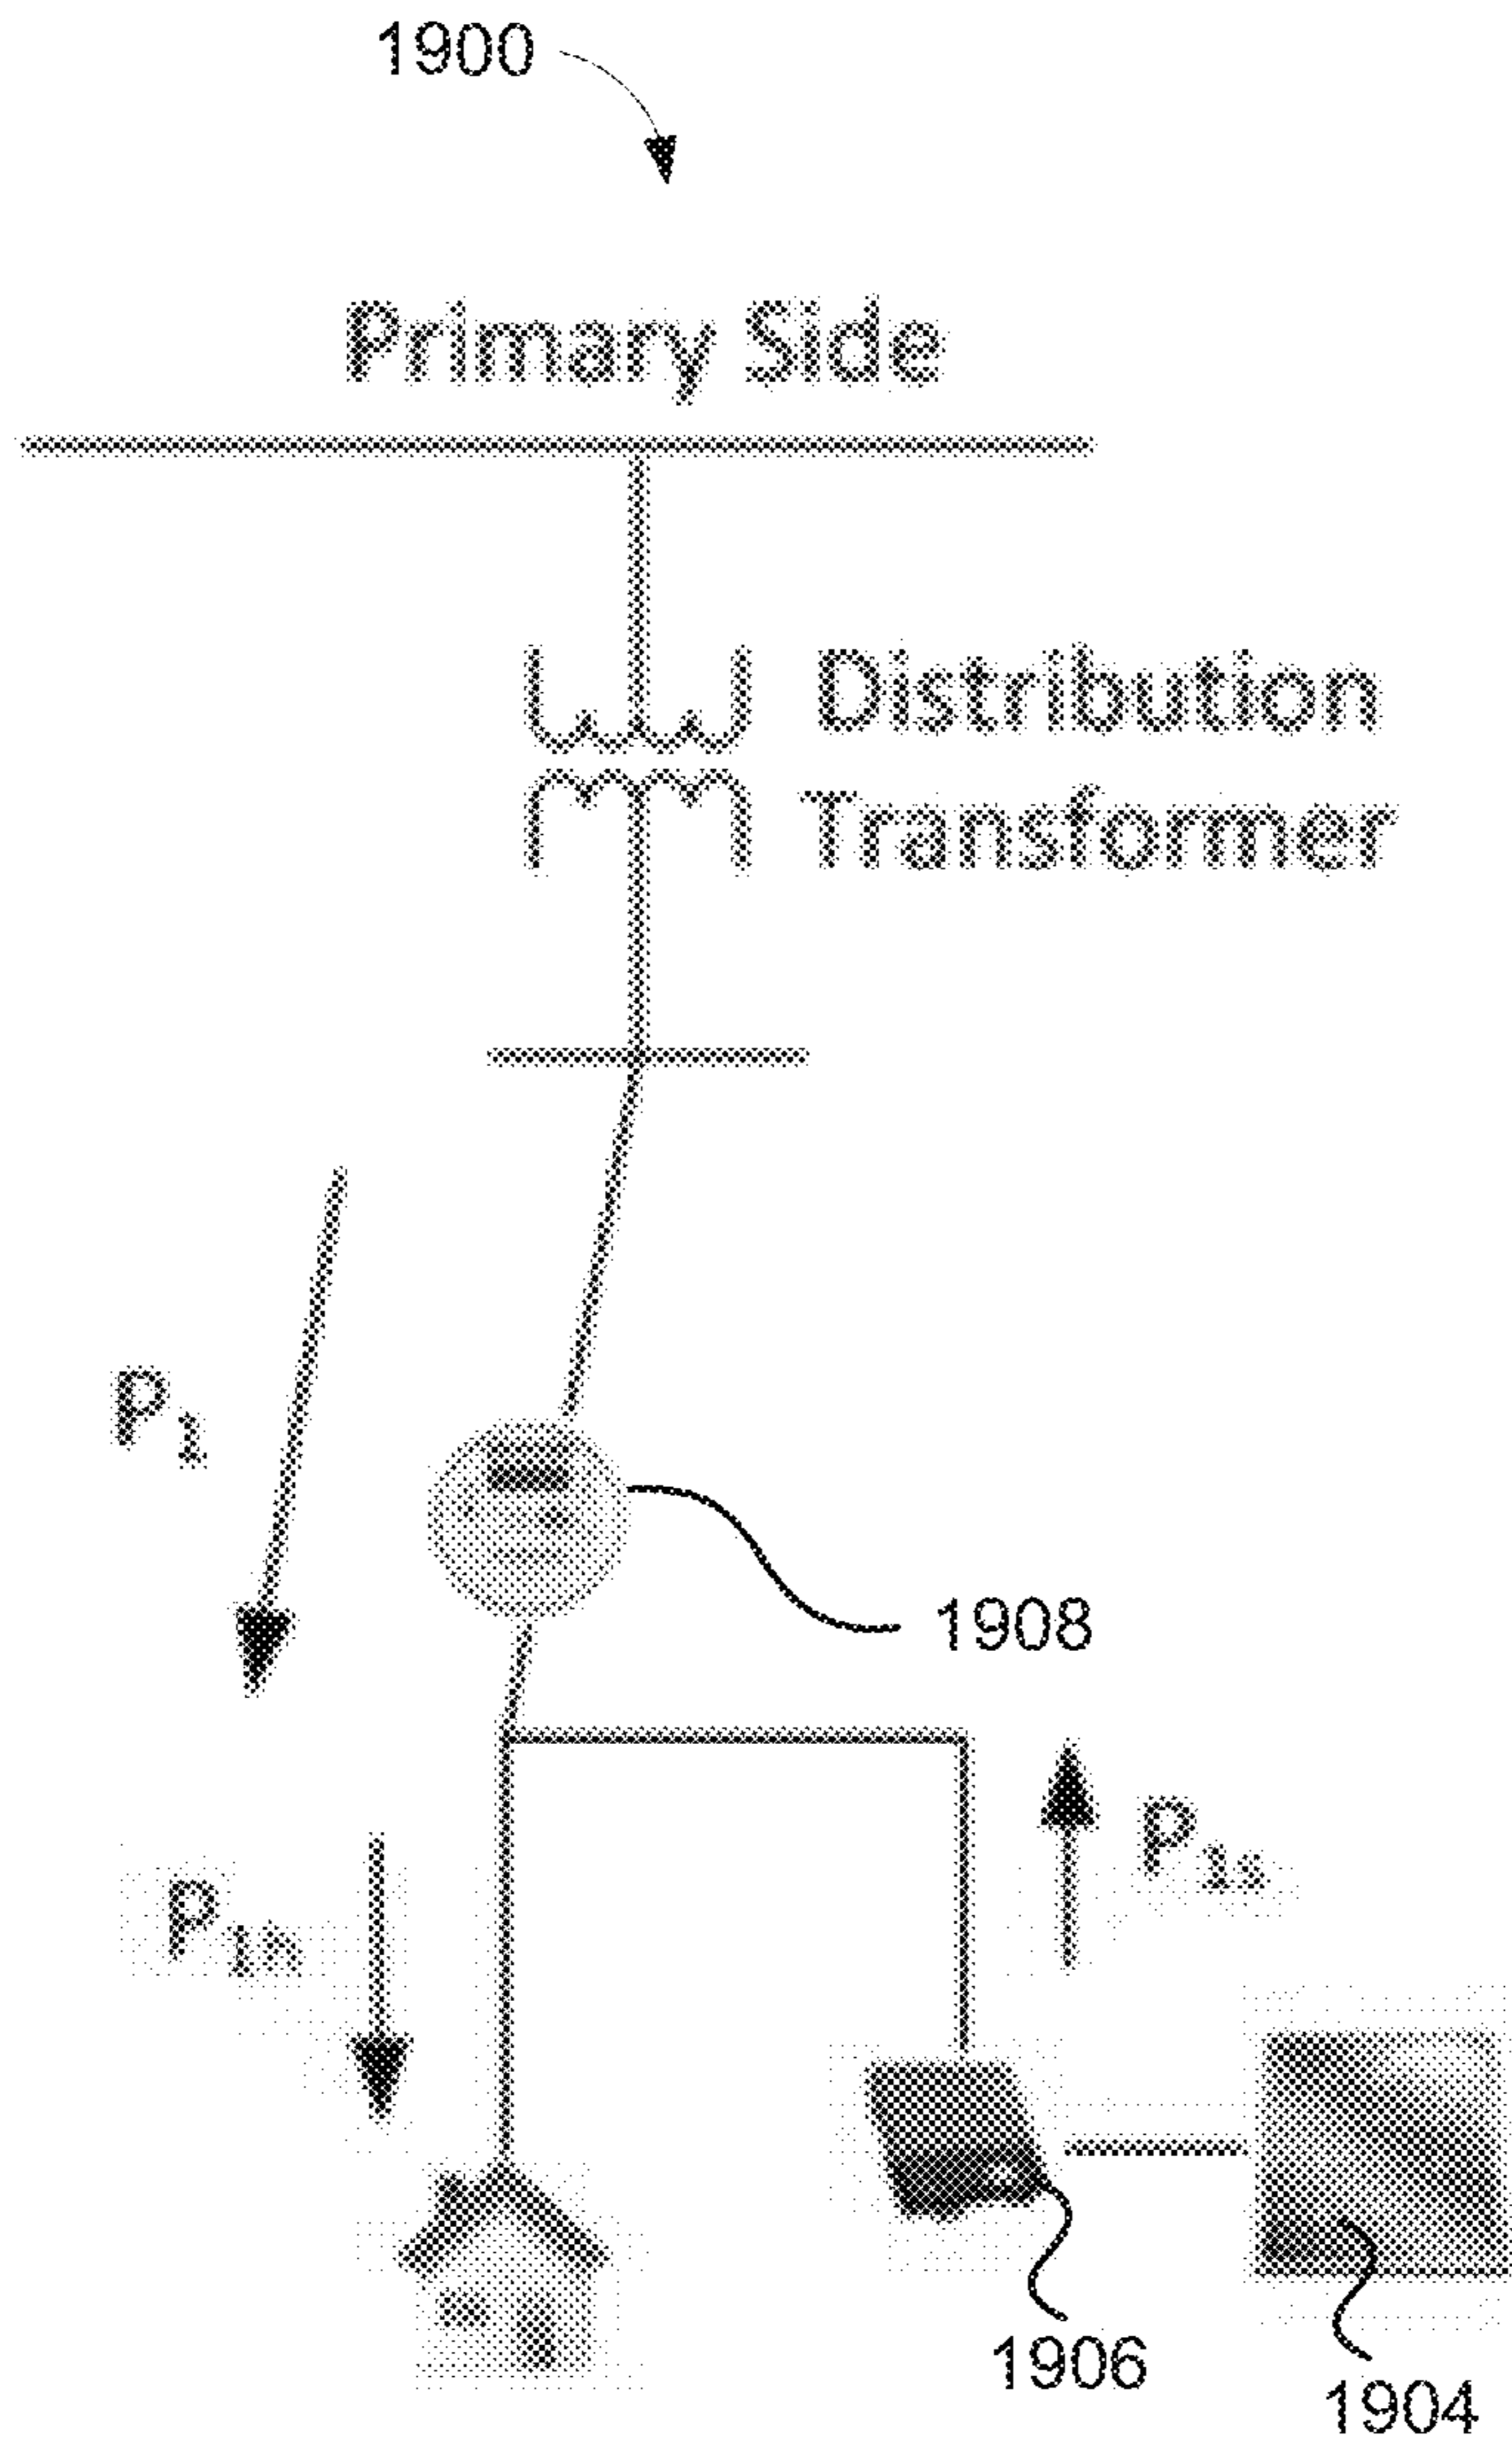 1900
Primary Side
Distribution
Transformer
P1
1908
P1s
P1h
1906
1904